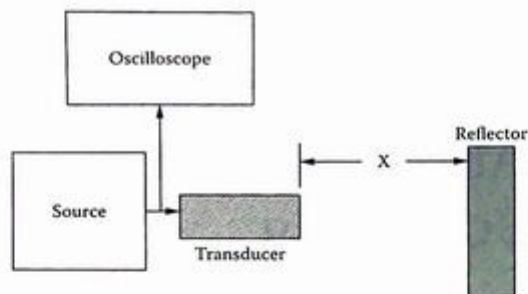 Oscilloscope
Reflector
X
Source
Transducer